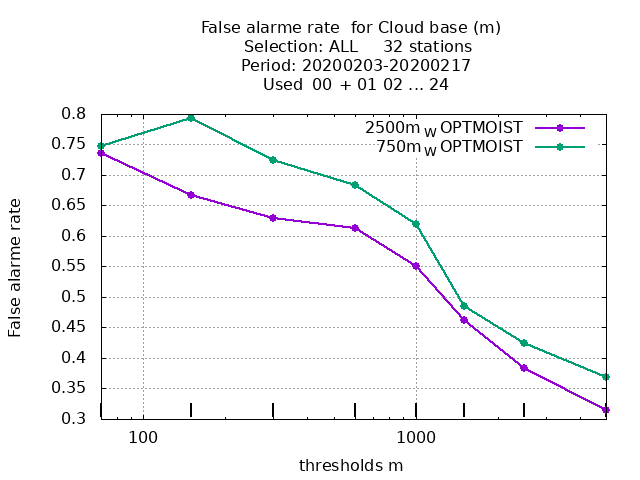 False alarme rate  for Cloud base (m)
Selection: ALL     32 stations
Period: 20200203-20200217
Used  00  + 01 02 ... 24
2500m W OPTMOIST
750m W OPTMOIST
0.8
0.75
0.7
0.65
0.6
0.55
0.5
0.45
0.4
0.35
0.3
False alarme rate
100
1000
thresholds m